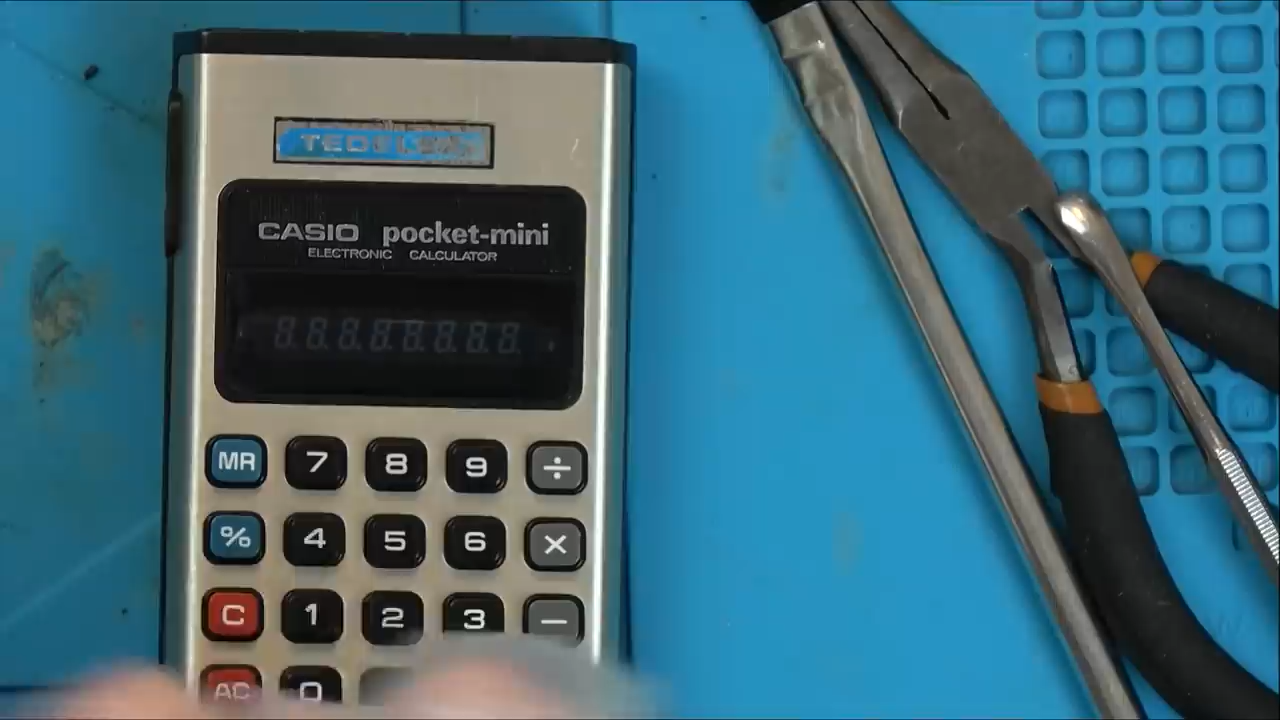 CASIO pocket-mini
ELECTRONIC CALCULATOR
8.8.8.8.8.8.8.8.
MR 7 8 9 ÷
% 4 5 6 ×
C 1 2 3 −
AC 0